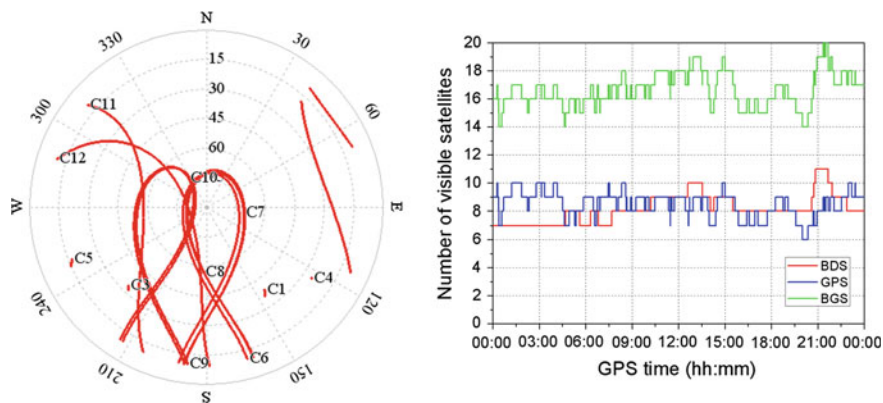 N
330
30
15
30
45
60
300
60
C11
C12
C10
W
C7
E
C5
C8
C3
C1
C4
240
120
C9
C6
210
150
S
Number of visible satellites
20
18
16
14
12
10
8
6
4
2
0
BDS
GPS
BGS
00:00 03:00 06:00 09:00 12:00 15:00 18:00 21:00 00:00
GPS time (hh:mm)